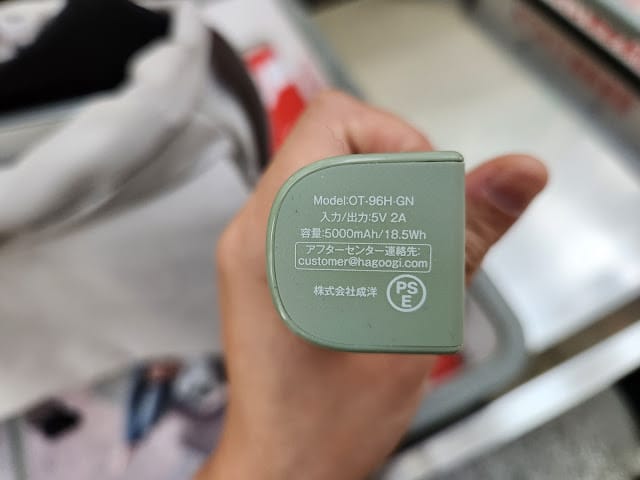 Model:OT-96H-GN
入力/出力:5V 2A
容量:5000mAh/18.5Wh
アフターセンター連絡先:
customer@hagoogi.com
株式会社成洋
PS
E